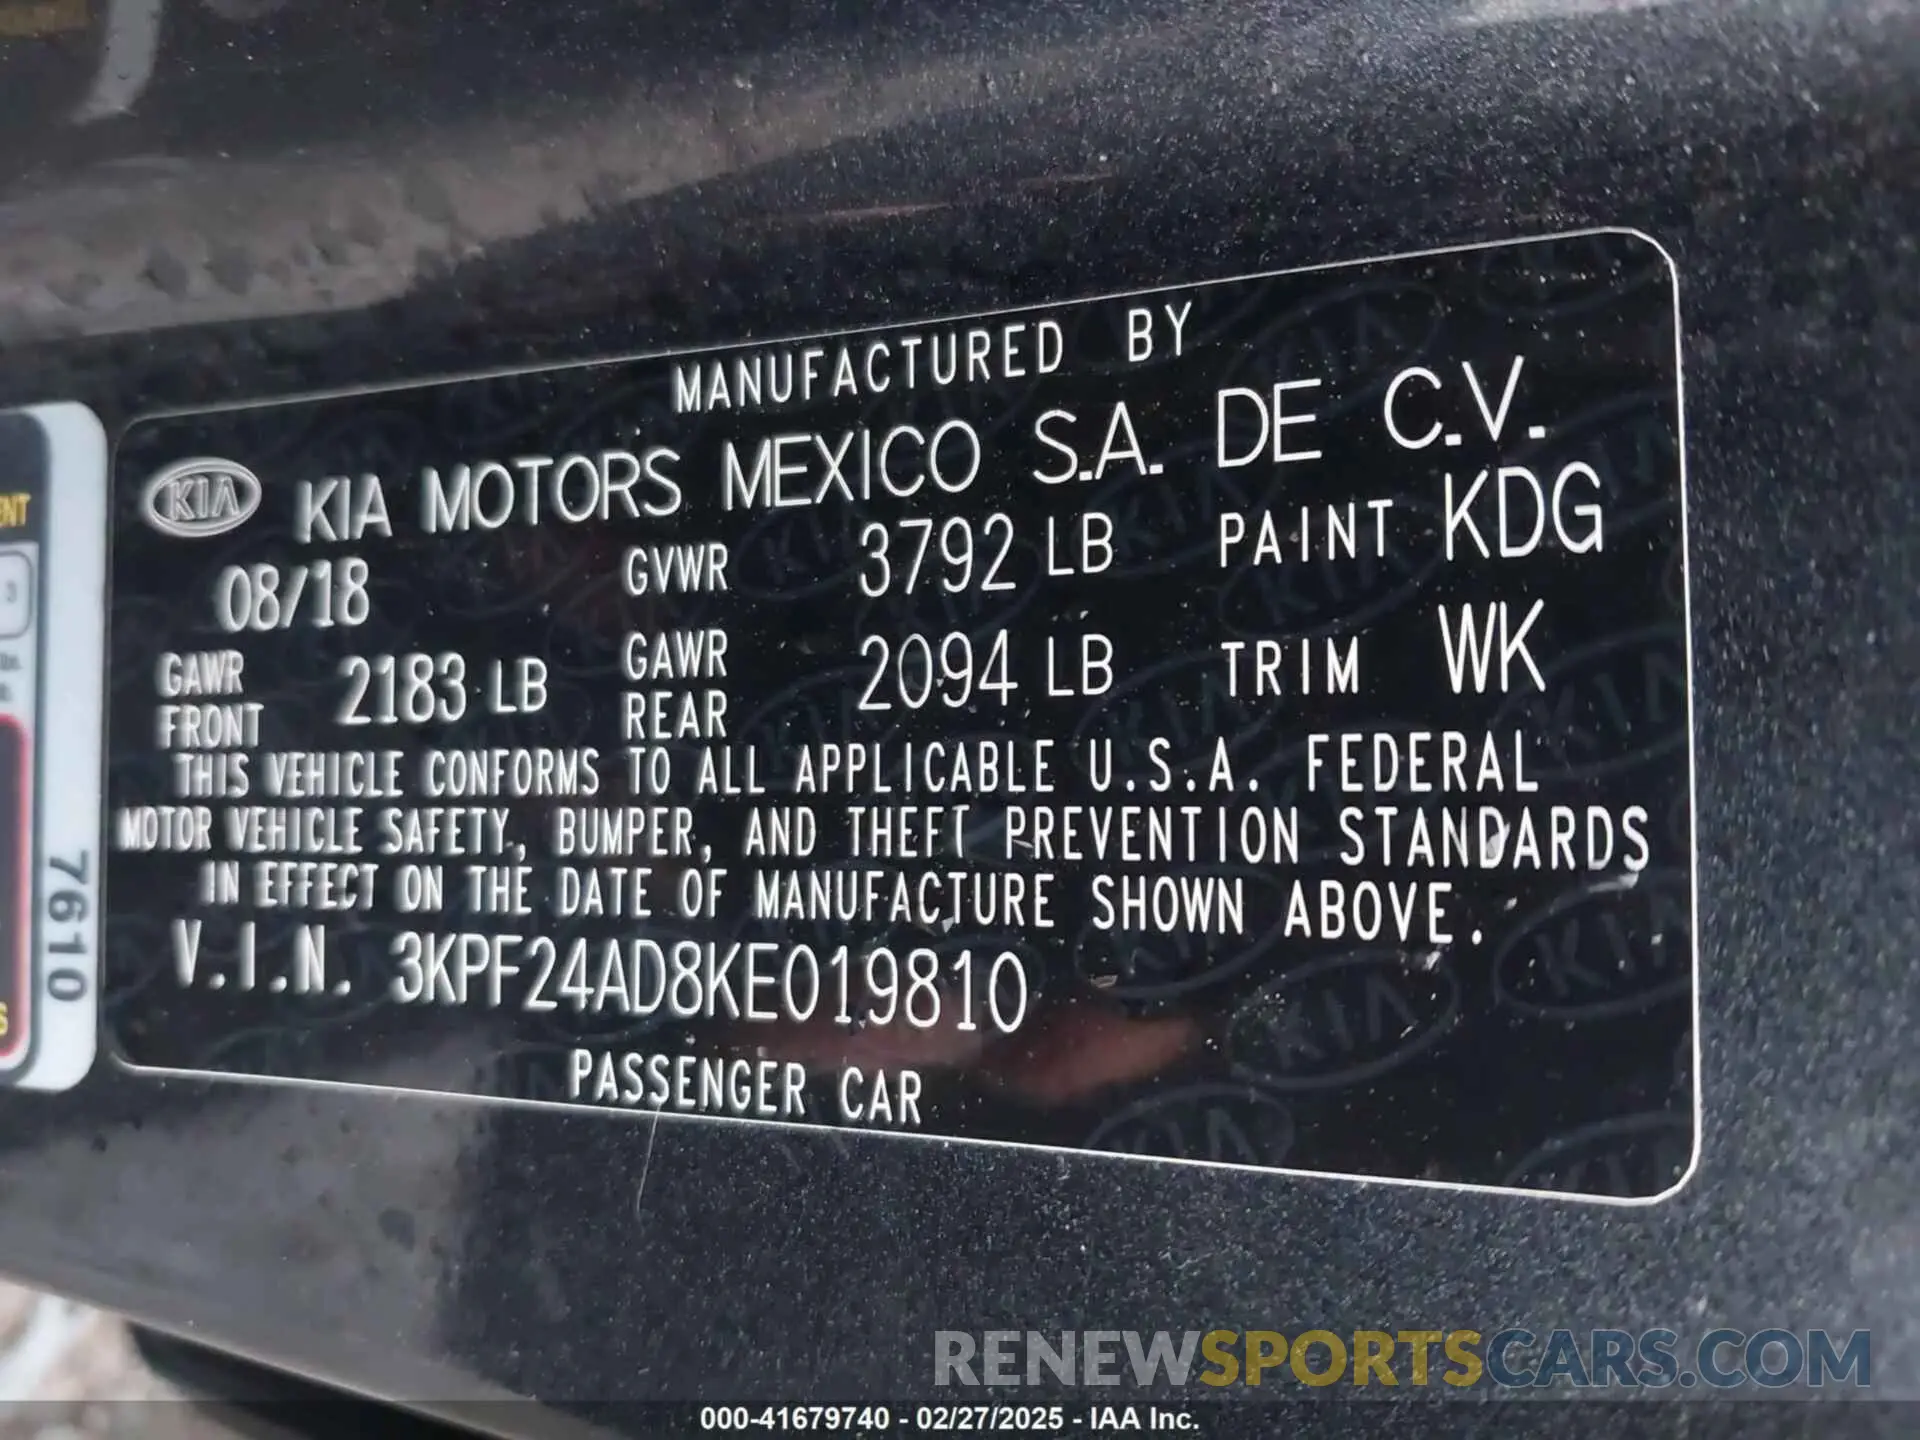 MANUFACTURED BY
KIA KIA MOTORS MEXICO S.A. DE C.V.
08/18 GVWR 3792 LB PAINT KDG
GAWR FRONT 2183 LB GAWR REAR 2094 LB TRIM WK
THIS VEHICLE CONFORMS TO ALL APPLICABLE U.S.A. FEDERAL
MOTOR VEHICLE SAFETY, BUMPER, AND THEFT PREVENTION STANDARDS
IN EFFECT ON THE DATE OF MANUFACTURE SHOWN ABOVE.
V.I.N. 3KPF24AD8KE019810
PASSENGER CAR
7610
RENEWSPORTSCARS.COM
000-41679740 - 02/27/2025 - IAA Inc.